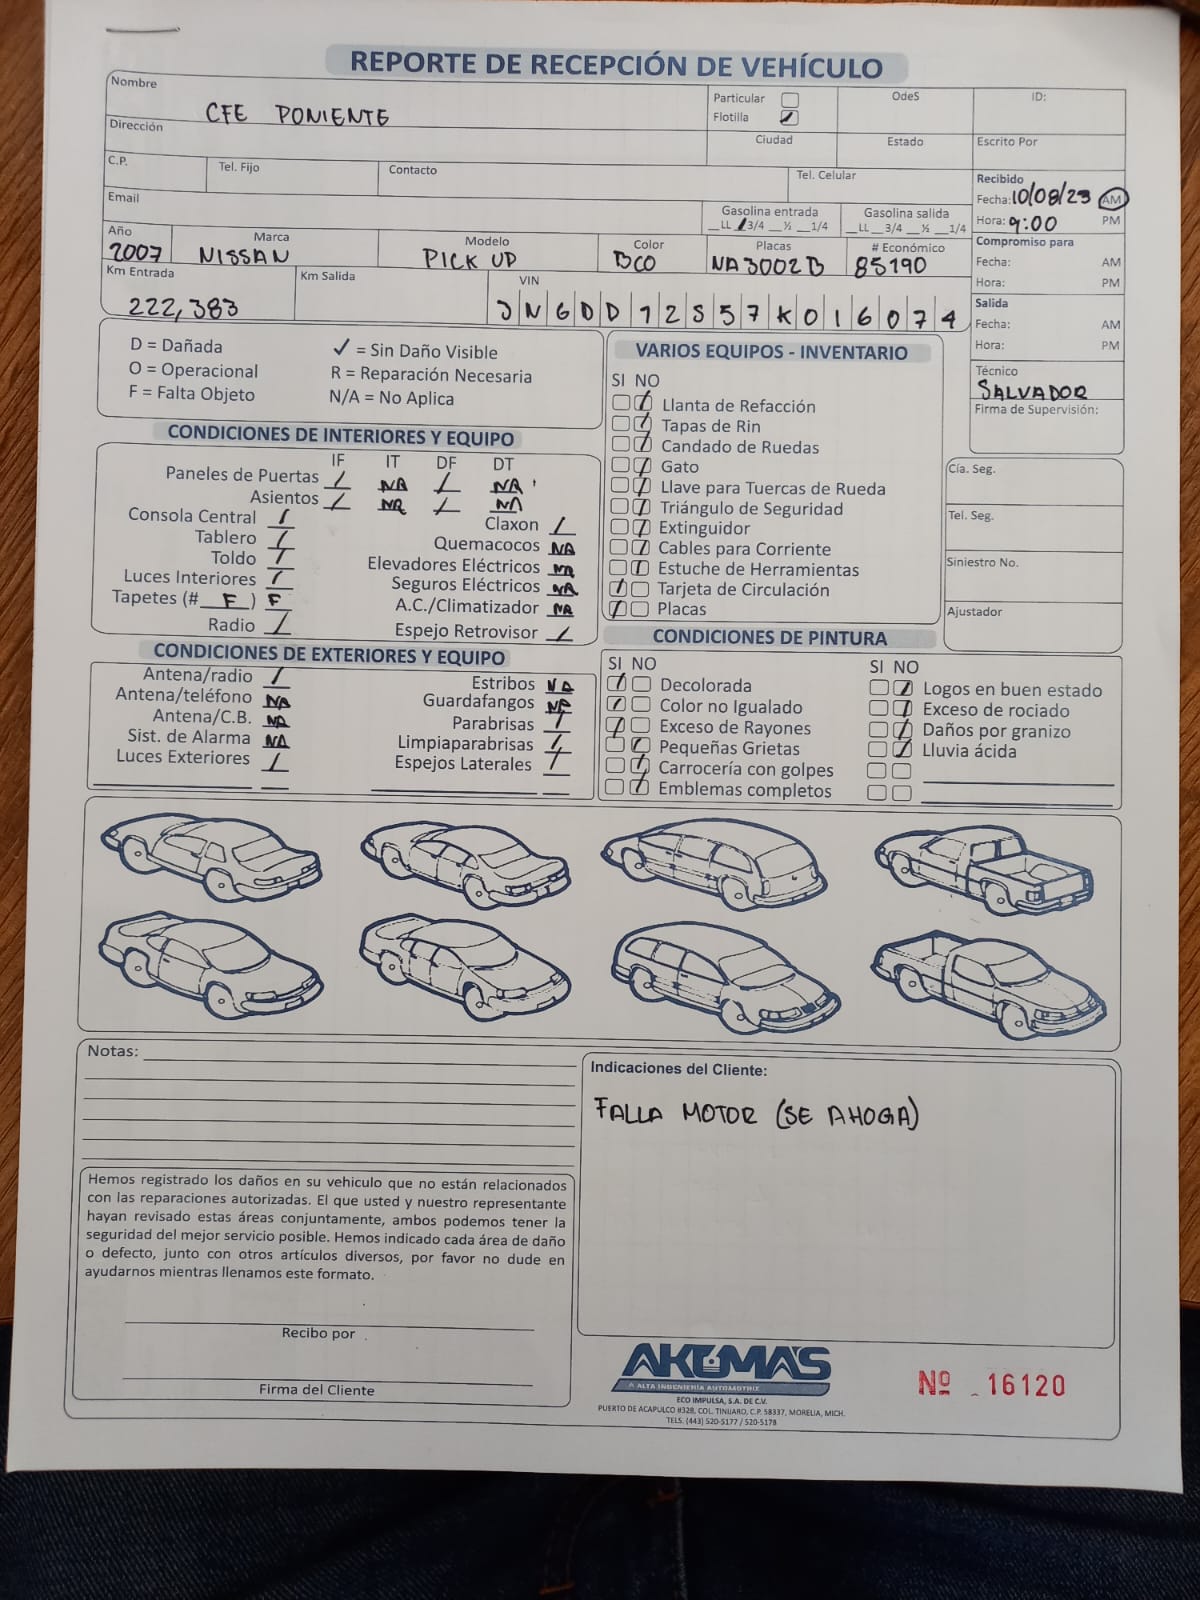 REPORTE DE RECEPCIÓN DE VEHÍCULO
Nombre
CFE PONIENTE
Particular
Flotilla
OdeS
ID:
Dirección
Ciudad
Estado
Escrito Por
C.P.
Tel. Fijo
Contacto
Tel. Celular
Recibido
Fecha: 10/08/23 AM
Hora: 9:00 PM
Email
Gasolina entrada
__LL __3/4 __½ __1/4
Gasolina salida
__LL __3/4 __½ __1/4
Año
2007
Marca
NISSAN
Modelo
PICK UP
Color
BCO
Placas
NA3002B
# Económico
85190
Compromiso para
Fecha: AM
Hora: PM
Km Entrada
222,383
Km Salida
VIN
JN6DD12S57K016074
Salida
Fecha: AM
Hora: PM
Técnico
SALVADOR
Firma de Supervisión:
D = Dañada
O = Operacional
F = Falta Objeto
✓ = Sin Daño Visible
R = Reparación Necesaria
N/A = No Aplica
CONDICIONES DE INTERIORES Y EQUIPO
IF IT DF DT
Paneles de Puertas / NA / NA
Asientos / NA / NA
Consola Central /
Tablero /
Toldo /
Luces Interiores /
Tapetes (# F ) F
Radio /
Claxon /
Quemacocos NA
Elevadores Eléctricos NA
Seguros Eléctricos NA
A.C./Climatizador NA
Espejo Retrovisor /
CONDICIONES DE EXTERIORES Y EQUIPO
Antena/radio /
Antena/teléfono NA
Antena/C.B. NA
Sist. de Alarma NA
Luces Exteriores /
Estribos NA
Guardafangos NA
Parabrisas /
Limpiaparabrisas /
Espejos Laterales /
VARIOS EQUIPOS - INVENTARIO
SI NO
Llanta de Refacción
Tapas de Rin
Candado de Ruedas
Gato
Llave para Tuercas de Rueda
Triángulo de Seguridad
Extinguidor
Cables para Corriente
Estuche de Herramientas
Tarjeta de Circulación
Placas
Cía. Seg.
Tel. Seg.
Siniestro No.
Ajustador
CONDICIONES DE PINTURA
SI NO
Decolorada
Color no Igualado
Exceso de Rayones
Pequeñas Grietas
Carrocería con golpes
Emblemas completos
SI NO
Logos en buen estado
Exceso de rociado
Daños por granizo
Lluvia ácida
Notas:
Hemos registrado los daños en su vehiculo que no están relacionados
con las reparaciones autorizadas. El que usted y nuestro representante
hayan revisado estas áreas conjuntamente, ambos podemos tener la
seguridad del mejor servicio posible. Hemos indicado cada área de daño
o defecto, junto con otros artículos diversos, por favor no dude en
ayudarnos mientras llenamos este formato.
Recibo por
Firma del Cliente
Indicaciones del Cliente:
FALLA MOTOR (SE AHOGA)
AKUMA'S
A ALTA INGENIERÍA AUTOMOTRIZ
ECO IMPULSA, S.A. DE C.V.
PUERTO DE ACAPULCO #328, COL. TINIJARO, C.P. 58337, MORELIA, MICH.
TELS. (443) 520-5177 / 520-5178
Nº 16120